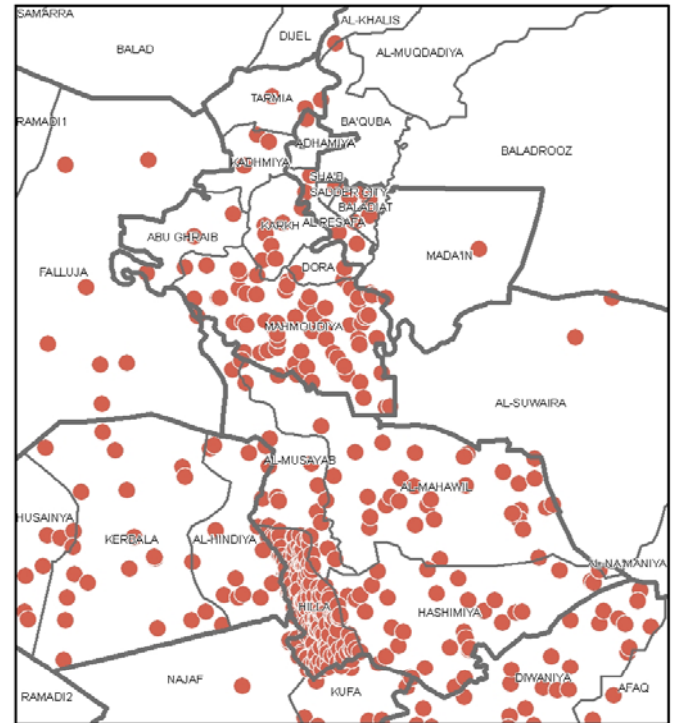 SAMARRA
AL-KHALIS
DIJEL
BALAD
AL-MUQDADIYA
TARMIA
RAMADI1
BA'QUBA
ADHAMIYA
BALADROOZ
KADHMIYA
SHA'B
SADDER CITY
BALADIAT
KARKH
AL RESAFA
ABU GHRAIB
MADA'IN
FALLUJA
DORA
MAHMOUDIYA
AL-SUWAIRA
AL-MUSAYAB
AL-MAHAWIL
HUSAINYA
KERBALA
AL-HINDIYA
AL-NA'MANIYA
HILLA
HASHIMIYA
NAJAF
DIWANIYA
AFAQ
RAMADI2
KUFA